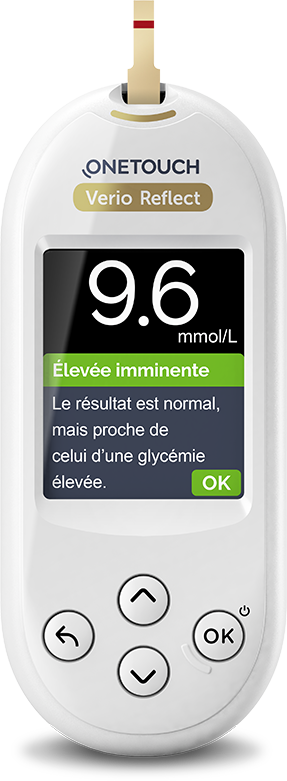 ONETOUCH
Verio Reflect
9.6
mmol/L
Élevée imminente
Le résultat est normal,
mais proche de
celui d’une glycémie
élevée.
OK
OK